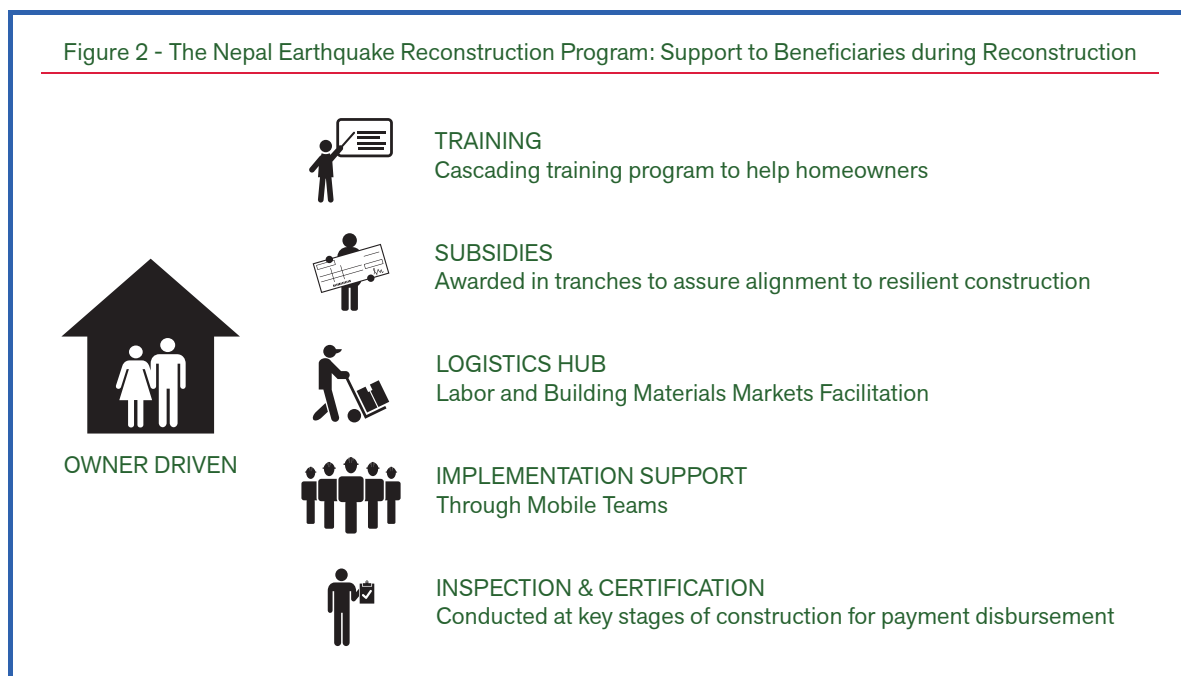 Figure 2 - The Nepal Earthquake Reconstruction Program: Support to Beneficiaries during Reconstruction
TRAINING
Cascading training program to help homeowners
SUBSIDIES
Awarded in tranches to assure alignment to resilient construction
LOGISTICS HUB
Labor and Building Materials Markets Facilitation
OWNER DRIVEN
IMPLEMENTATION SUPPORT
Through Mobile Teams
INSPECTION & CERTIFICATION
Conducted at key stages of construction for payment disbursement